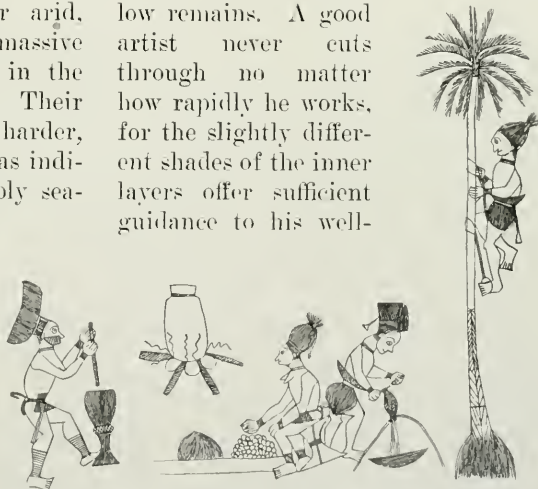 r arid,
massive
in the
Their
harder,
as indi-
bly sea-
low remains. A good
artist never cuts
through no matter
how rapidly he works,
for the slightly differ-
ent shades of the inner
layers offer sufficient
guidance to his well-